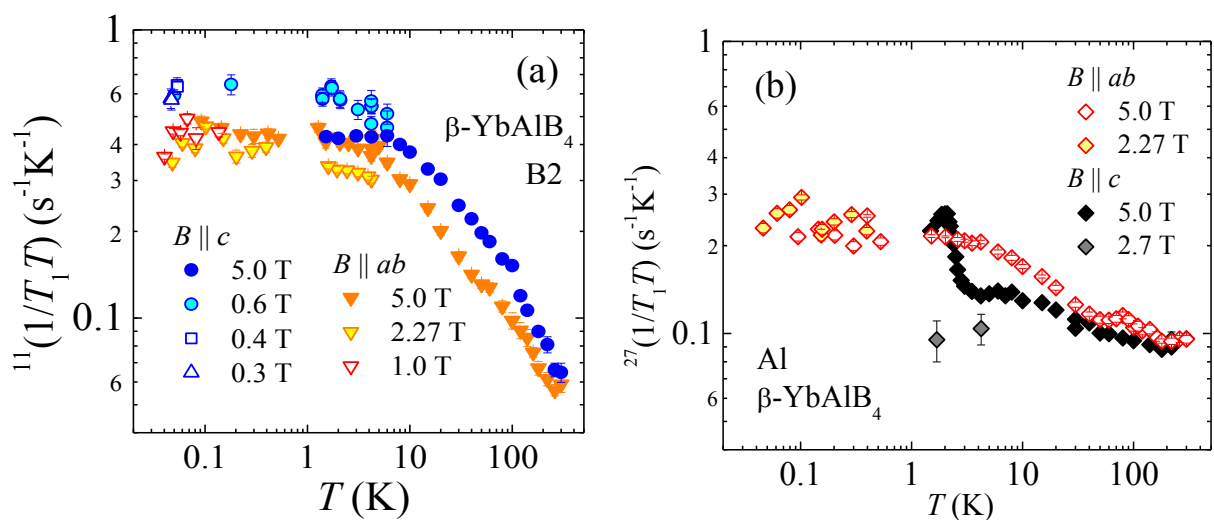 (a)
β-YbAlB₄
B2
B || c
5.0 T
0.6 T
0.4 T
0.3 T
B || ab
5.0 T
2.27 T
1.0 T
¹¹(1/T₁T) (s⁻¹K⁻¹)
1
6
4
3
2
0.1
6
0.1
1
10
100
T (K)
(b)
B || ab
5.0 T
2.27 T
B || c
5.0 T
2.7 T
Al
β-YbAlB₄
²⁷(1/T₁T) (s⁻¹K⁻¹)
1
6
4
3
2
0.1
6
0.1
1
10
100
T (K)